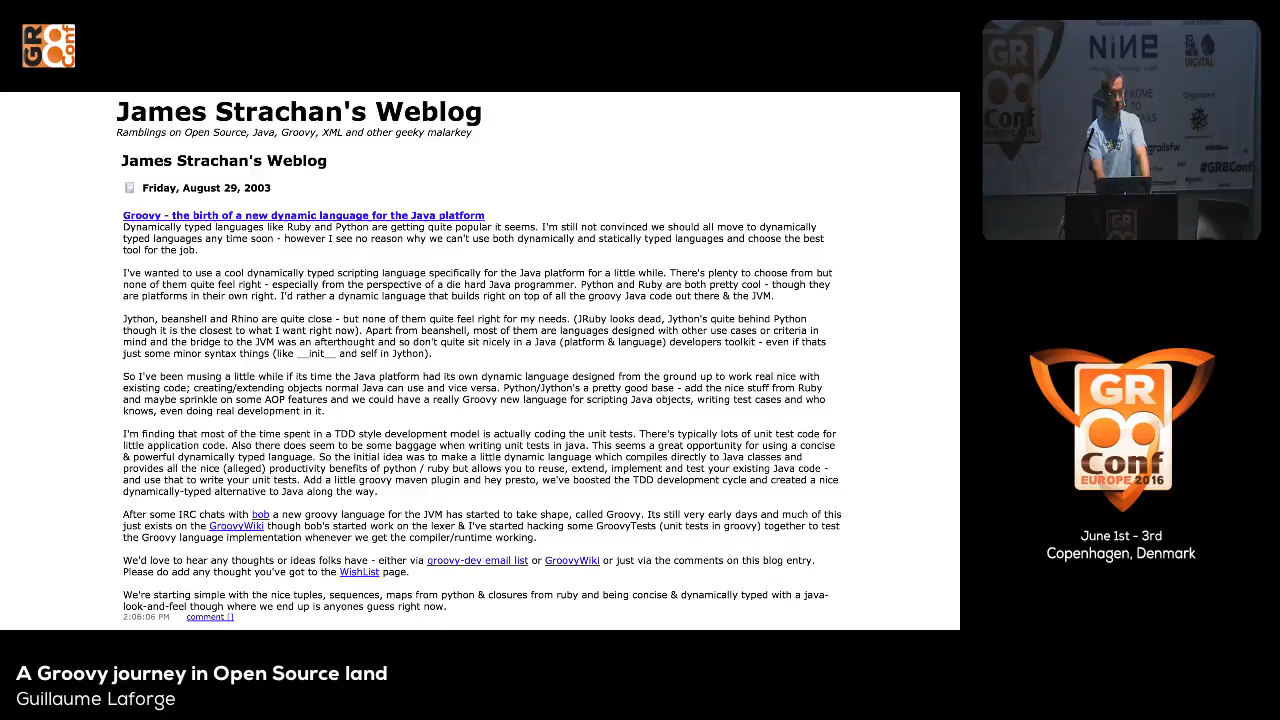 GR8
Conf
James Strachan's Weblog
Ramblings on Open Source, Java, Groovy, XML and other geeky malarkey
James Strachan's Weblog
Friday, August 29, 2003
Groovy - the birth of a new dynamic language for the Java platform
Dynamically typed languages like Ruby and Python are getting quite popular it seems. I'm still not convinced we should all move to dynamically
typed languages any time soon - however I see no reason why we can't use both dynamically and statically typed languages and choose the best
tool for the job.
I've wanted to use a cool dynamically typed scripting language specifically for the Java platform for a little while. There's plenty to choose from but
none of them quite feel right - especially from the perspective of a die hard Java programmer. Python and Ruby are both pretty cool - though they
are platforms in their own right. I'd rather a dynamic language that builds right on top of all the groovy Java code out there & the JVM.
Jython, beanshell and Rhino are quite close - but none of them quite feel right for my needs. (JRuby looks dead, Jython's quite behind Python
though it is the closest to what I want right now). Apart from beanshell, most of them are languages designed with other use cases or criteria in
mind and the bridge to the JVM was an afterthought and so don't quite sit nicely in a Java (platform & language) developers toolkit - even if thats
just some minor syntax things (like __init__ and self in Jython).
So I've been musing a little while if its time the Java platform had its own dynamic language designed from the ground up to work real nice with
existing code; creating/extending objects normal Java can use and vice versa. Python/Jython's a pretty good base - add the nice stuff from Ruby
and maybe sprinkle on some AOP features and we could have a really Groovy new language for scripting Java objects, writing test cases and who
knows, even doing real development in it.
I'm finding that most of the time spent in a TDD style development model is actually coding the unit tests. There's typically lots of unit test code for
little application code. Also there does seem to be some baggage when writing unit tests in java. This seems a great opportunity for using a concise
& powerful dynamically typed language. So the initial idea was to make a little dynamic language which compiles directly to Java classes and
provides all the nice (alleged) productivity benefits of python / ruby but allows you to reuse, extend, implement and test your existing Java code -
and use that to write your unit tests. Add a little groovy maven plugin and hey presto, we've boosted the TDD development cycle and created a nice
dynamically-typed alternative to Java along the way.
After some IRC chats with bob a new groovy language for the JVM has started to take shape, called Groovy. Its still very early days and much of this
just exists on the GroovyWiki though bob's started work on the lexer & I've started hacking some GroovyTests (unit tests in groovy) together to test
the Groovy language implementation whenever we get the compiler/runtime working.
We'd love to hear any thoughts or ideas folks have - either via groovy-dev email list or GroovyWiki or just via the comments on this blog entry.
Please do add any thought you've got to the WishList page.
We're starting simple with the nice tuples, sequences, maps from python & closures from ruby and being concise & dynamically typed with a java-
look-and-feel though where we end up is anyones guess right now.
2:06:06 PM comment []
GR
Conf
NINE
TO
THE NEW
DIGITAL
#GR8Conf
GR
8
Conf
EUROPE 2016
June 1st - 3rd
Copenhagen, Denmark
A Groovy journey in Open Source land
Guillaume Laforge